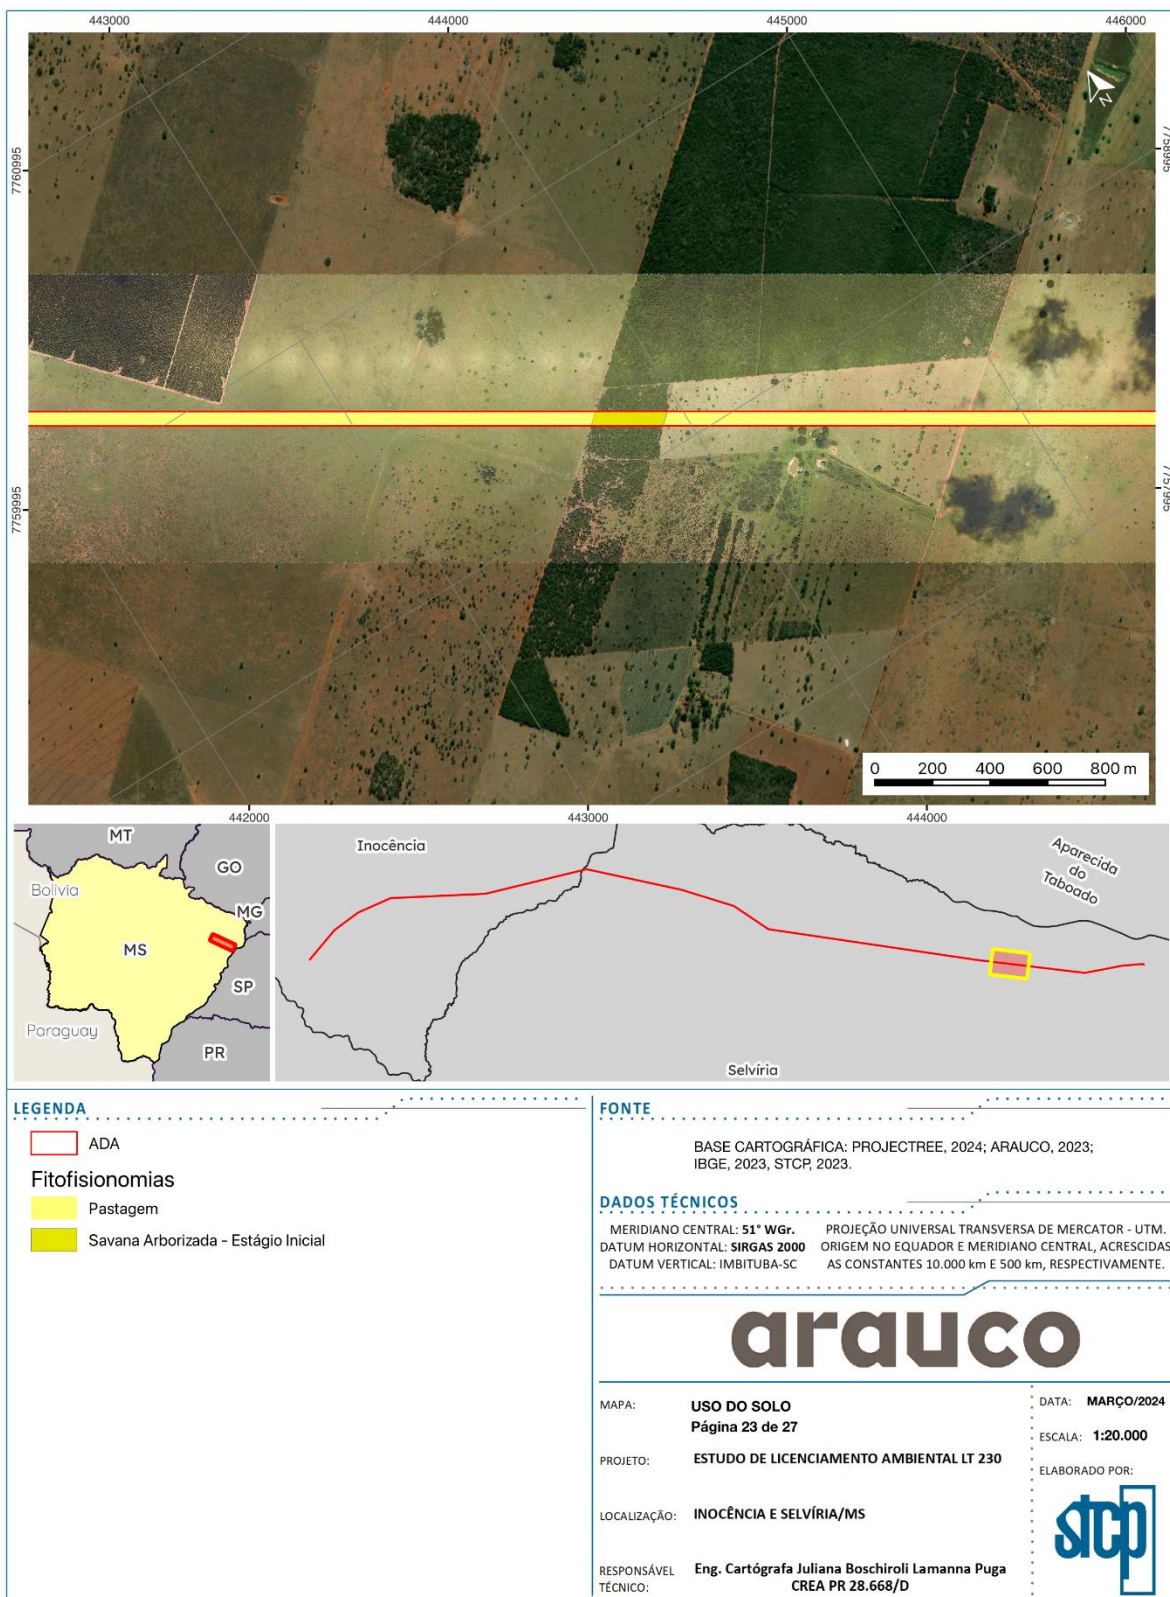 443000
444000
445000
446000
7760995
7758995
N
7759995
7757995
0 200 400 600 800 m
442000
443000
444000
MT
GO
Bolivia
MG
MS
SP
Paraguay
PR
Inocência
Aparecida
do
Taboado
Selvíria
LEGENDA
ADA
Fitofisionomias
Pastagem
Savana Arborizada - Estágio Inicial
FONTE
BASE CARTOGRÁFICA: PROJECTREE, 2024; ARAUCO, 2023;
IBGE, 2023, STCP, 2023.
DADOS TÉCNICOS
MERIDIANO CENTRAL: 51° WGr.
DATUM HORIZONTAL: SIRGAS 2000
DATUM VERTICAL: IMBITUBA-SC
PROJEÇÃO UNIVERSAL TRANSVERSA DE MERCATOR - UTM.
ORIGEM NO EQUADOR E MERIDIANO CENTRAL, ACRESCIDAS
AS CONSTANTES 10.000 km E 500 km, RESPECTIVAMENTE.
arauco
MAPA: USO DO SOLO
Página 23 de 27
PROJETO: ESTUDO DE LICENCIAMENTO AMBIENTAL LT 230
LOCALIZAÇÃO: INOCÊNCIA E SELVÍRIA/MS
RESPONSÁVEL
TÉCNICO:
Eng. Cartógrafa Juliana Boschiroli Lamanna Puga
CREA PR 28.668/D
DATA: MARÇO/2024
ESCALA: 1:20.000
ELABORADO POR:
stcp